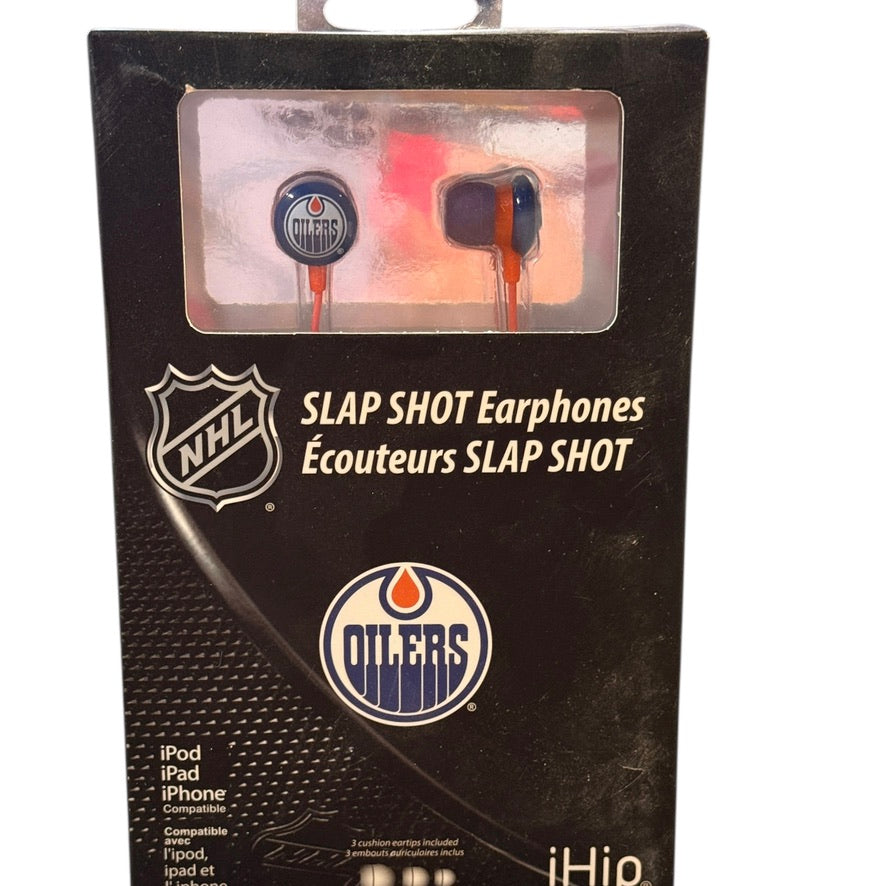 OILERS
®
NHL
®
SLAP SHOT Earphones
Écouteurs SLAP SHOT
OILERS
®
iPod
iPad
iPhone
Compatible
Compatible
avec
l'ipod,
ipad et
l'iphone
3 cushion eartips included
3 embouts auriculaires inclus
iHip®